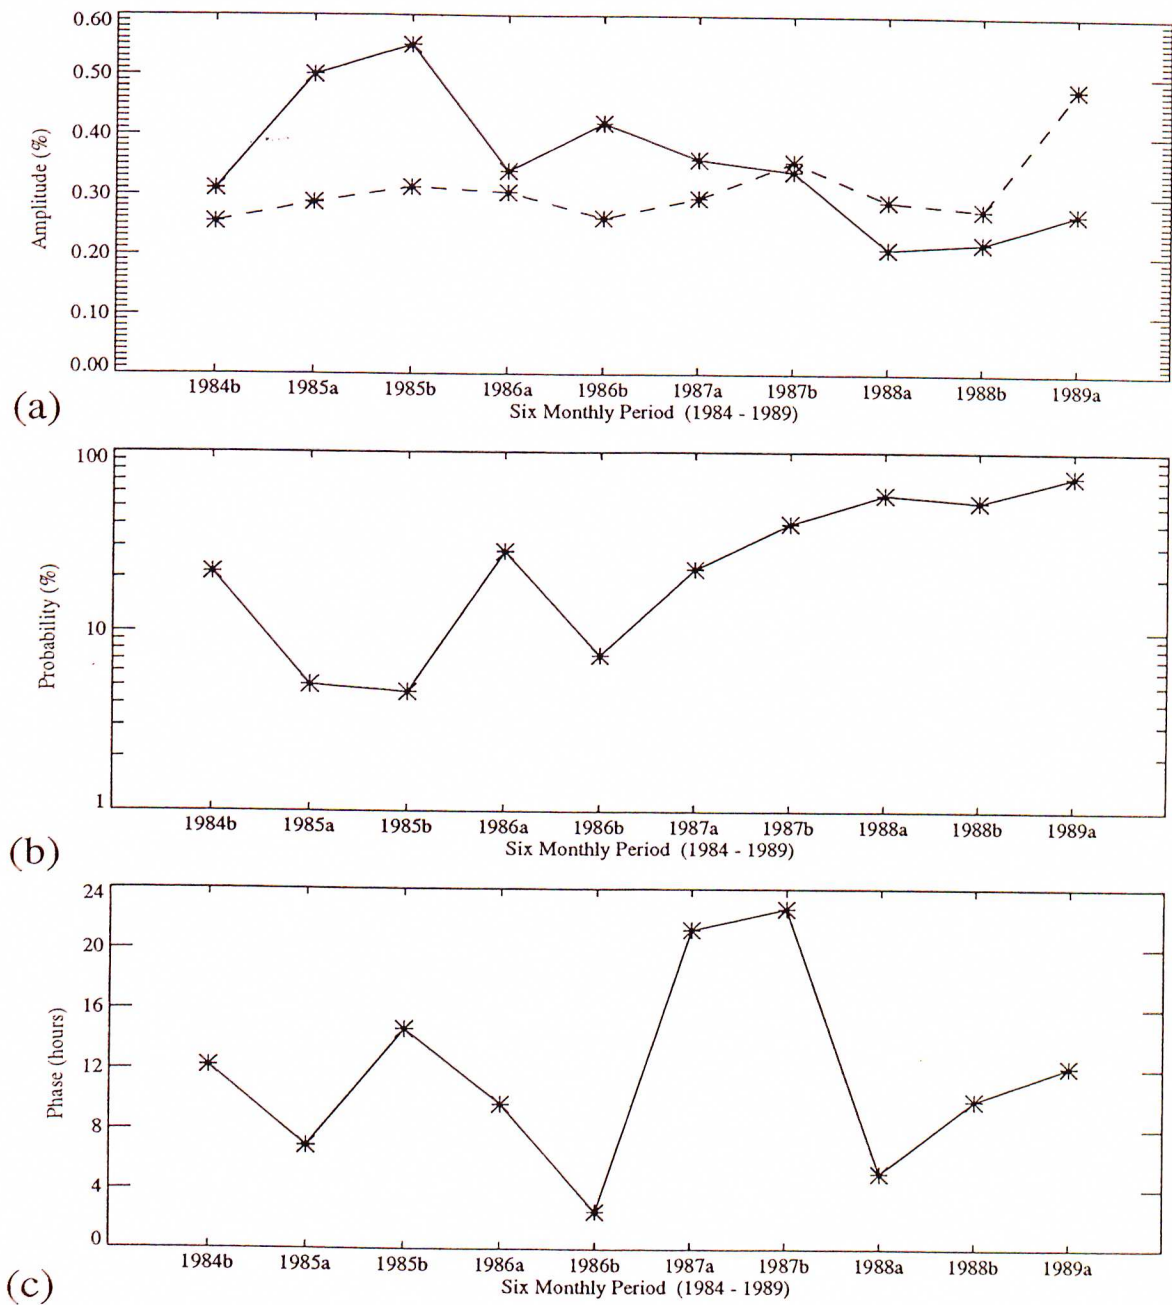 0.60
0.50
0.40
0.30
0.20
0.10
0.00
Amplitude (%)
1984b 1985a 1985b 1986a 1986b 1987a 1987b 1988a 1988b 1989a
Six Monthly Period (1984 - 1989)
(a)
100
10
1
Probability (%)
1984b 1985a 1985b 1986a 1986b 1987a 1987b 1988a 1988b 1989a
Six Monthly Period (1984 - 1989)
(b)
24
20
16
12
8
4
0
Phase (hours)
1984b 1985a 1985b 1986a 1986b 1987a 1987b 1988a 1988b 1989a
Six Monthly Period (1984 - 1989)
(c)